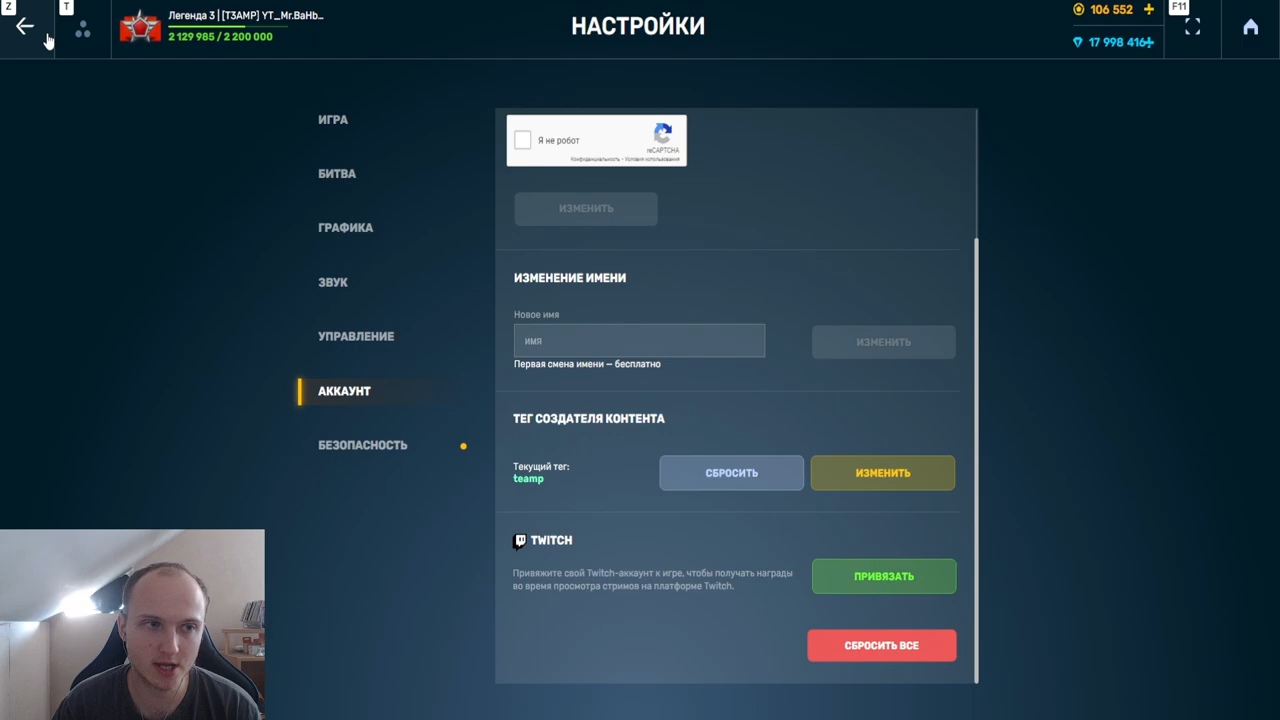 Z
T
Легенда 3 | [T3AMP] YT_Mr.BaHb...
2 129 985 / 2 200 000
НАСТРОЙКИ
106 552
17 998 416
F11
ИГРА
БИТВА
ГРАФИКА
ЗВУК
УПРАВЛЕНИЕ
АККАУНТ
БЕЗОПАСНОСТЬ
Я не робот
reCAPTCHA
Конфиденциальность - Условия использования
ИЗМЕНИТЬ
ИЗМЕНЕНИЕ ИМЕНИ
Новое имя
имя
ИЗМЕНИТЬ
Первая смена имени — бесплатно
ТЕГ СОЗДАТЕЛЯ КОНТЕНТА
Текущий тег:
teamp
СБРОСИТЬ
ИЗМЕНИТЬ
TWITCH
Привяжите свой Twitch-аккаунт к игре, чтобы получать награды
во время просмотра стримов на платформе Twitch.
ПРИВЯЗАТЬ
СБРОСИТЬ ВСЕ